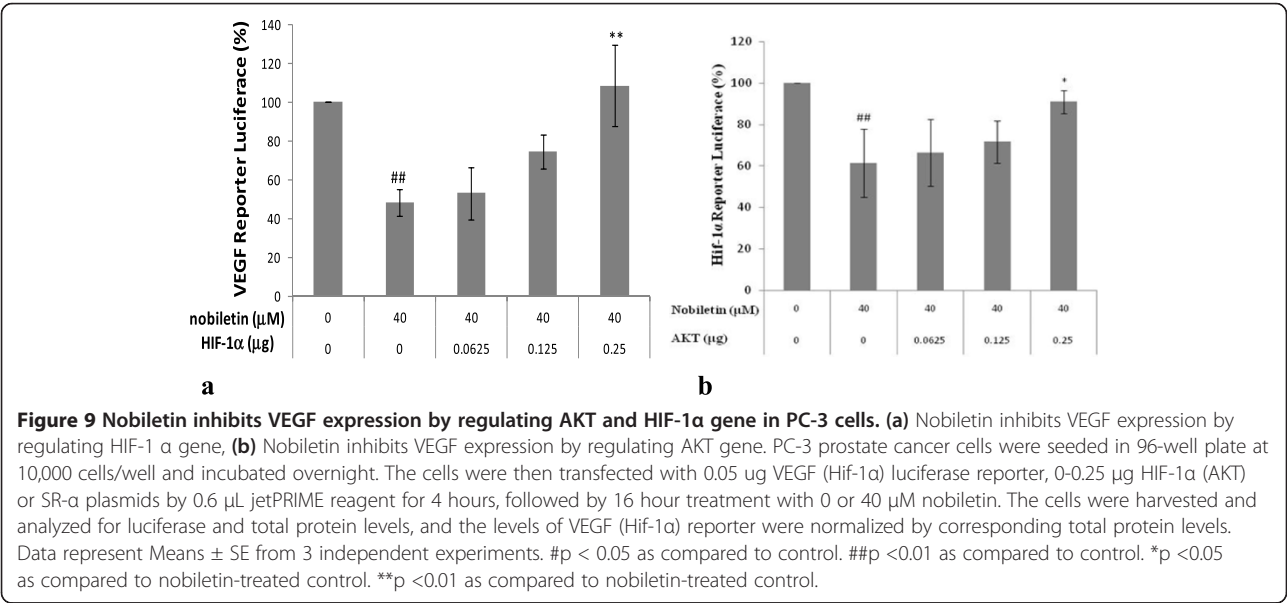 140
120
100
80
60
40
20
0
VEGF Reporter Luciferace (%)
##
**
nobiletin (µM) 0 40 40 40 40
HIF-1α (µg) 0 0 0.0625 0.125 0.25
a
120
100
80
60
40
20
0
Hif-1α Reporter Luciferace (%)
##
*
Nobiletin (µM) 0 40 40 40 40
AKT (µg) 0 0 0.0625 0.125 0.25
b
Figure 9 Nobiletin inhibits VEGF expression by regulating AKT and HIF-1α gene in PC-3 cells. (a) Nobiletin inhibits VEGF expression by
regulating HIF-1 α gene, (b) Nobiletin inhibits VEGF expression by regulating AKT gene. PC-3 prostate cancer cells were seeded in 96-well plate at
10,000 cells/well and incubated overnight. The cells were then transfected with 0.05 ug VEGF (Hif-1α) luciferase reporter, 0-0.25 µg HIF-1α (AKT)
or SR-α plasmids by 0.6 µL jetPRIME reagent for 4 hours, followed by 16 hour treatment with 0 or 40 µM nobiletin. The cells were harvested and
analyzed for luciferase and total protein levels, and the levels of VEGF (Hif-1α) reporter were normalized by corresponding total protein levels.
Data represent Means ± SE from 3 independent experiments. #p < 0.05 as compared to control. ##p <0.01 as compared to control. *p <0.05
as compared to nobiletin-treated control. **p <0.01 as compared to nobiletin-treated control.